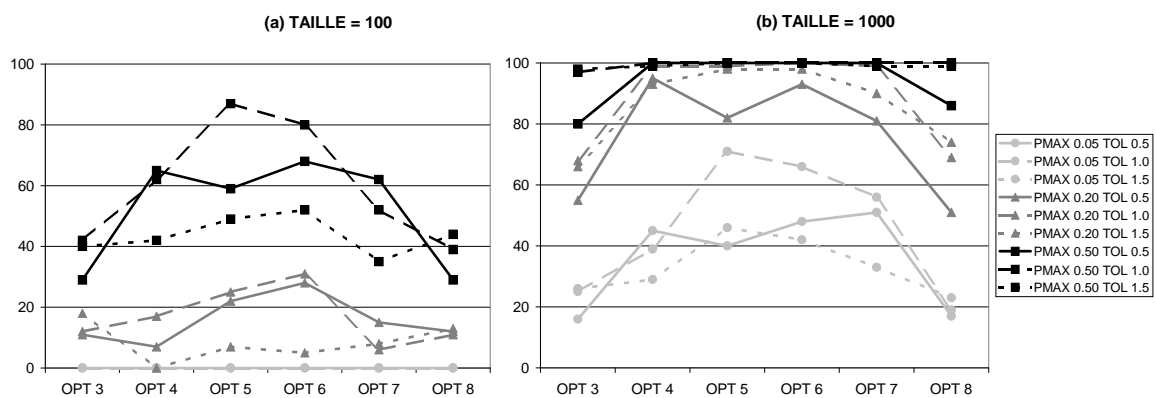 (a) TAILLE = 100
100
80
60
40
20
0
OPT 3 OPT 4 OPT 5 OPT 6 OPT 7 OPT 8
(b) TAILLE = 1000
100
80
60
40
20
0
OPT 3 OPT 4 OPT 5 OPT 6 OPT 7 OPT 8
PMAX 0.05 TOL 0.5
PMAX 0.05 TOL 1.0
PMAX 0.05 TOL 1.5
PMAX 0.20 TOL 0.5
PMAX 0.20 TOL 1.0
PMAX 0.20 TOL 1.5
PMAX 0.50 TOL 0.5
PMAX 0.50 TOL 1.0
PMAX 0.50 TOL 1.5